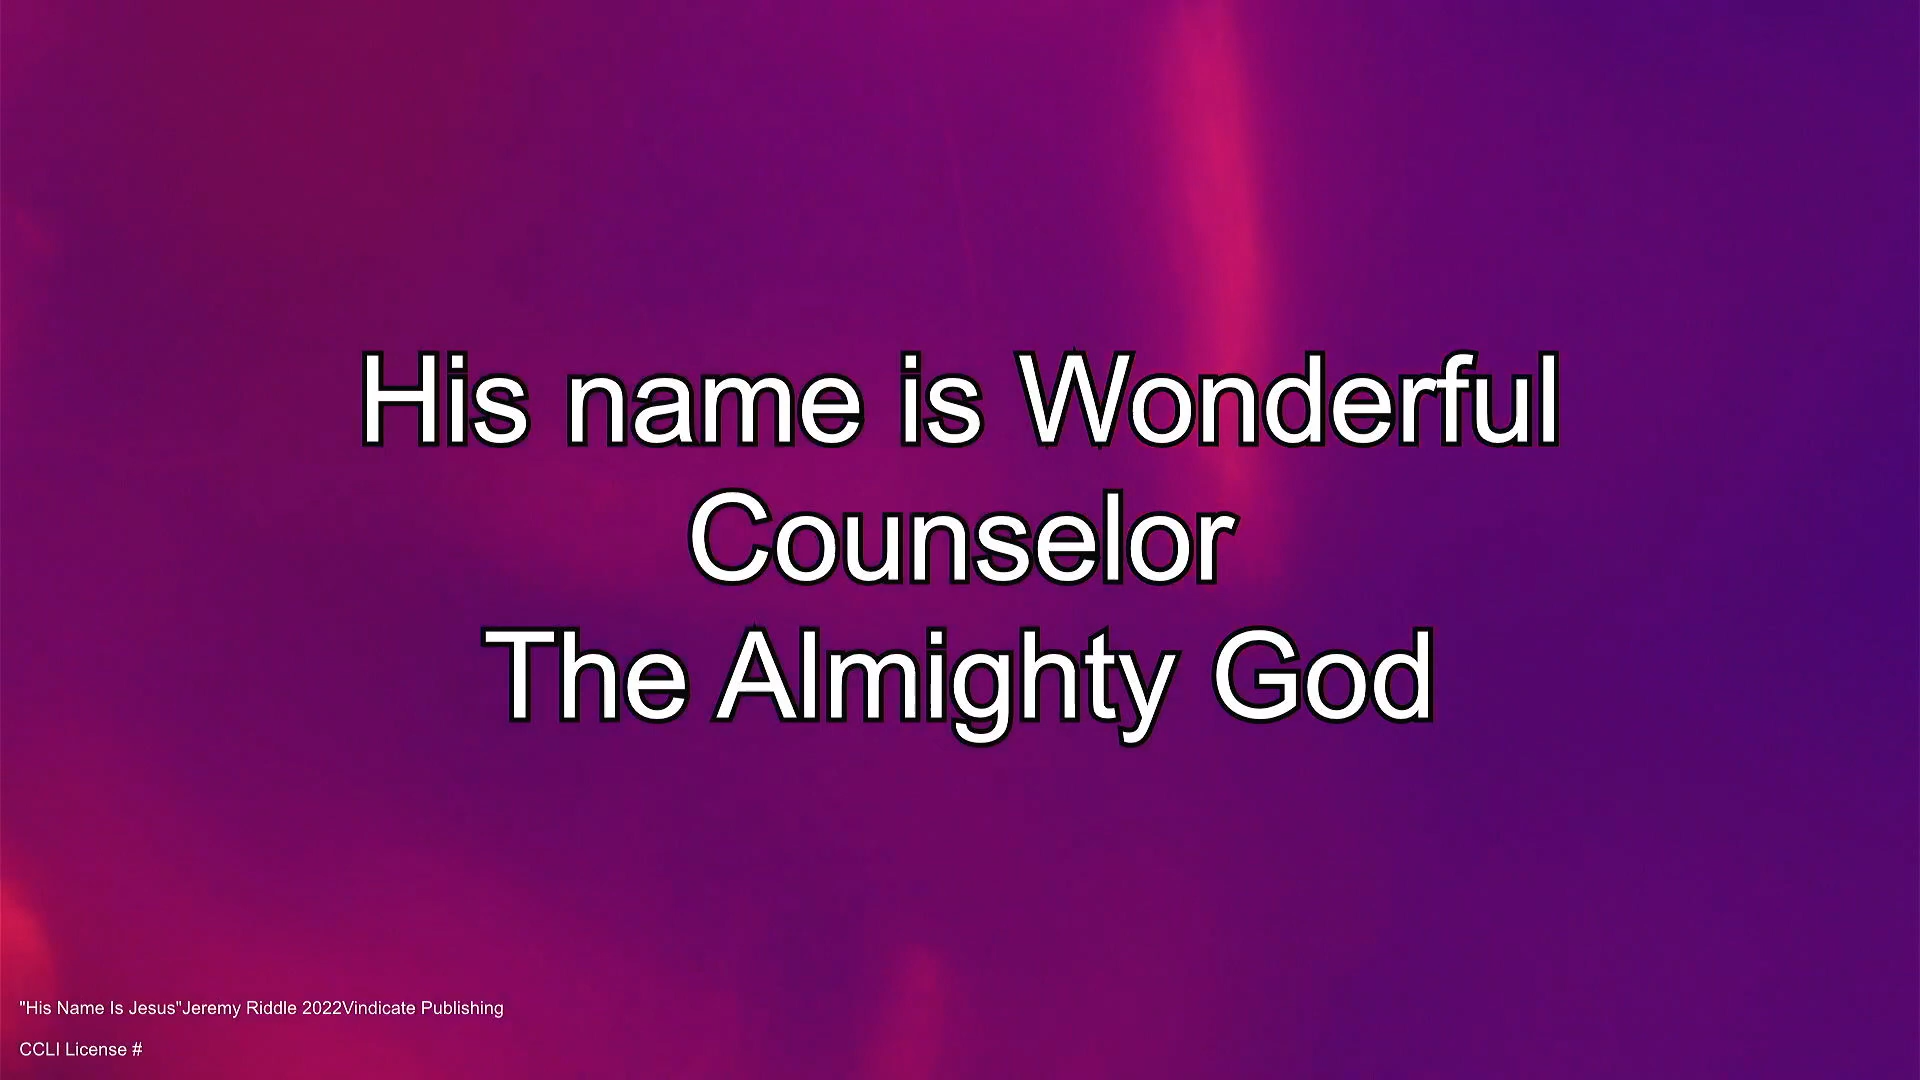 His name is Wonderful
Counselor
The Almighty God
"His Name Is Jesus"Jeremy Riddle 2022Vindicate Publishing
CCLI License #